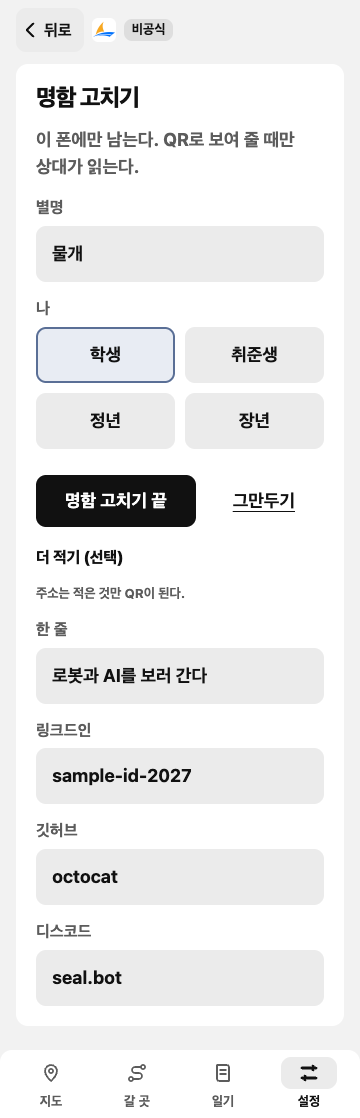 뒤로
비공식
명함 고치기
이 폰에만 남는다. QR로 보여 줄 때만
상대가 읽는다.
별명
물개
나
학생
취준생
정년
장년
명함 고치기 끝
그만두기
더 적기 (선택)
주소는 적은 것만 QR이 된다.
한 줄
로봇과 AI를 보러 간다
링크드인
sample-id-2027
깃허브
octocat
디스코드
seal.bot
지도
갈 곳
일기
설정